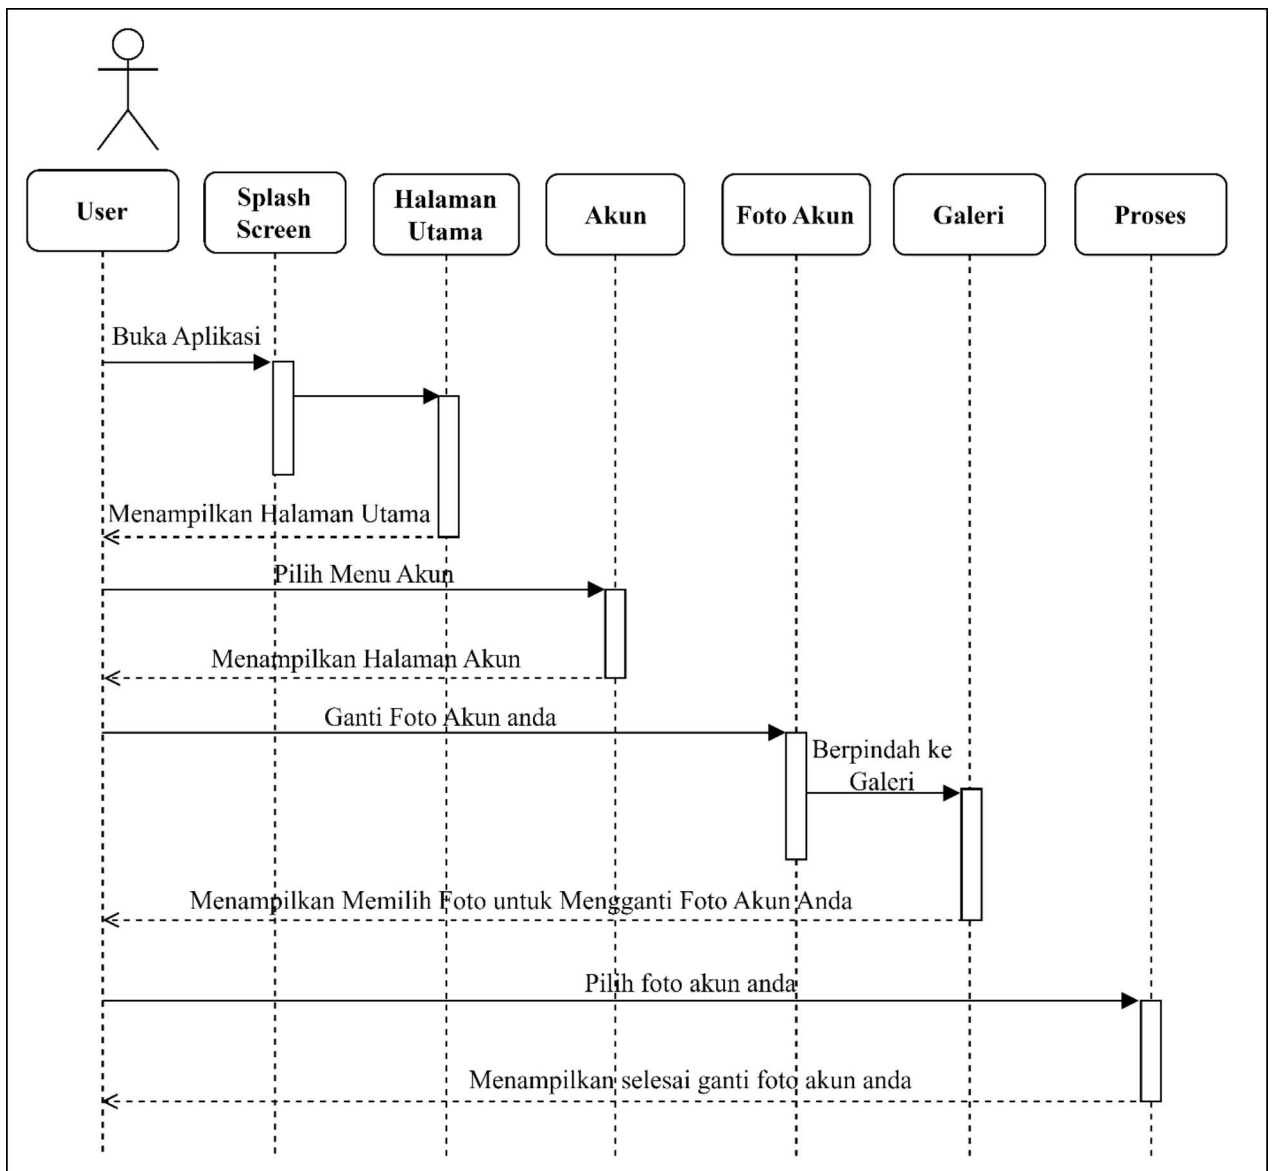 User
Splash
Screen
Halaman
Utama
Akun
Foto Akun
Galeri
Proses
Buka Aplikasi
Menampilkan Halaman Utama
Pilih Menu Akun
Menampilkan Halaman Akun
Ganti Foto Akun anda
Berpindah ke
Galeri
Menampilkan Memilih Foto untuk Mengganti Foto Akun Anda
Pilih foto akun anda
Menampilkan selesai ganti foto akun anda